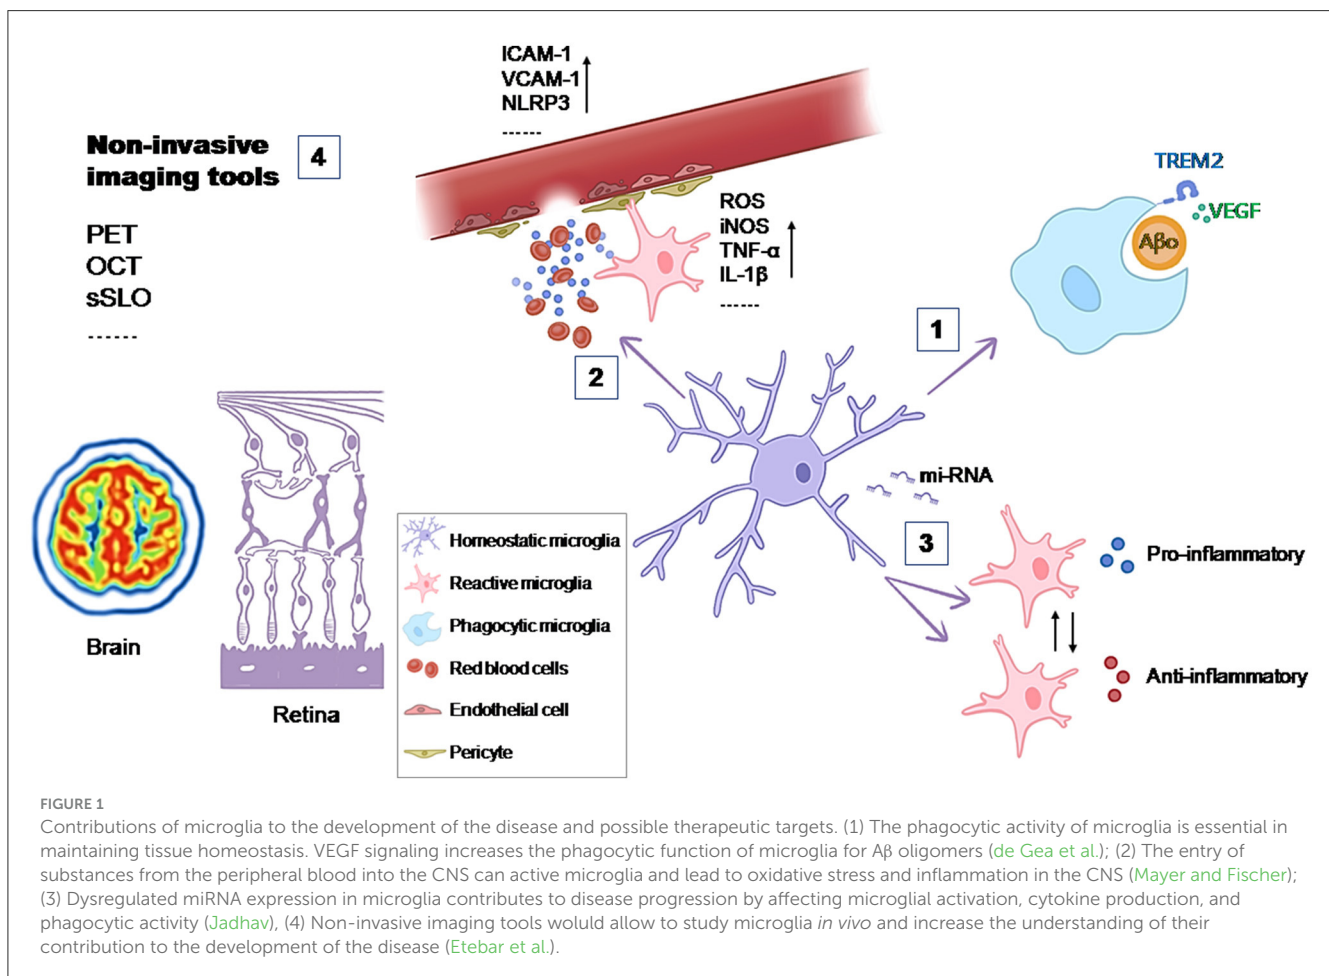 ICAM-1
VCAM-1
NLRP3
------
Non-invasive
imaging tools
4
PET
OCT
sSLO
------
ROS
iNOS
TNF-α
IL-1β
------
TREM2
VEGF
Aβo
1
2
mi-RNA
3
Pro-inflammatory
Anti-inflammatory
Brain
Retina
Homeostatic microglia
Reactive microglia
Phagocytic microglia
Red blood cells
Endothelial cell
Pericyte
FIGURE 1
Contributions of microglia to the development of the disease and possible therapeutic targets. (1) The phagocytic activity of microglia is essential in
maintaining tissue homeostasis. VEGF signaling increases the phagocytic function of microglia for Aβ oligomers (de Gea et al.); (2) The entry of
substances from the peripheral blood into the CNS can active microglia and lead to oxidative stress and inflammation in the CNS (Mayer and Fischer);
(3) Dysregulated miRNA expression in microglia contributes to disease progression by affecting microglial activation, cytokine production, and
phagocytic activity (Jadhav), (4) Non-invasive imaging tools woluld allow to study microglia in vivo and increase the understanding of their
contribution to the development of the disease (Etebar et al.).